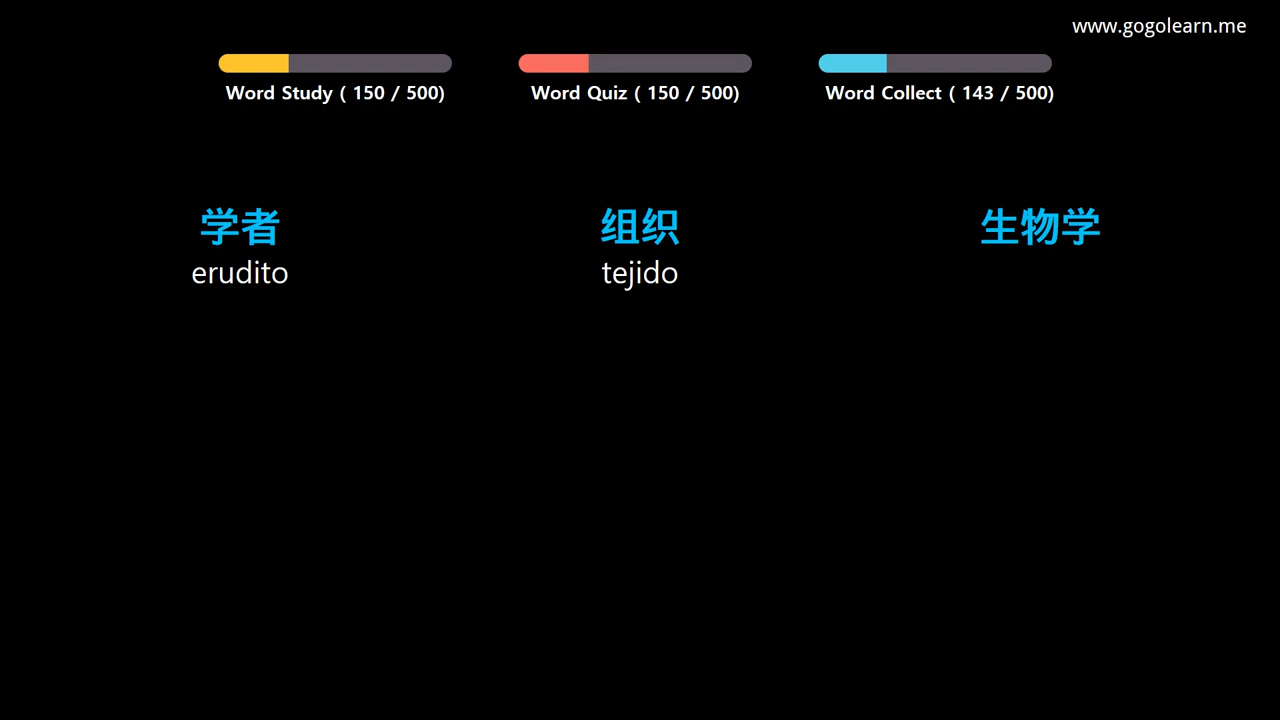 www.gogolearn.me
Word Study ( 150 / 500)
Word Quiz ( 150 / 500)
Word Collect ( 143 / 500)
学者
erudito
组织
tejido
生物学